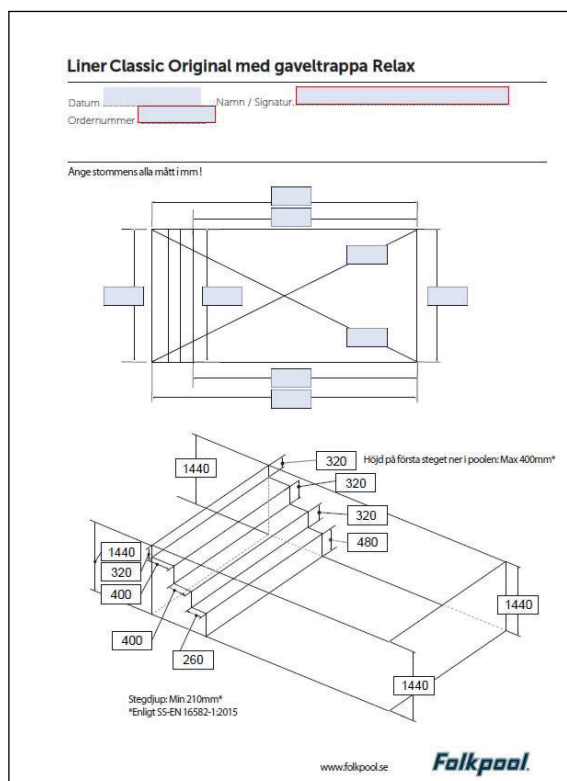 Liner Classic Original med gaveltrappa Relax
Datum
Namn / Signatur.
Ordernummer
Ange stommens alla mått i mm !
320
Höjd på första steget ner i poolen: Max 400mm*
1440
320
320
480
1440
320
400
1440
400
260
1440
Stegdjup: Min 210mm*
*Enligt SS-EN 16582-1:2015
www.folkpool.se
Folkpool.